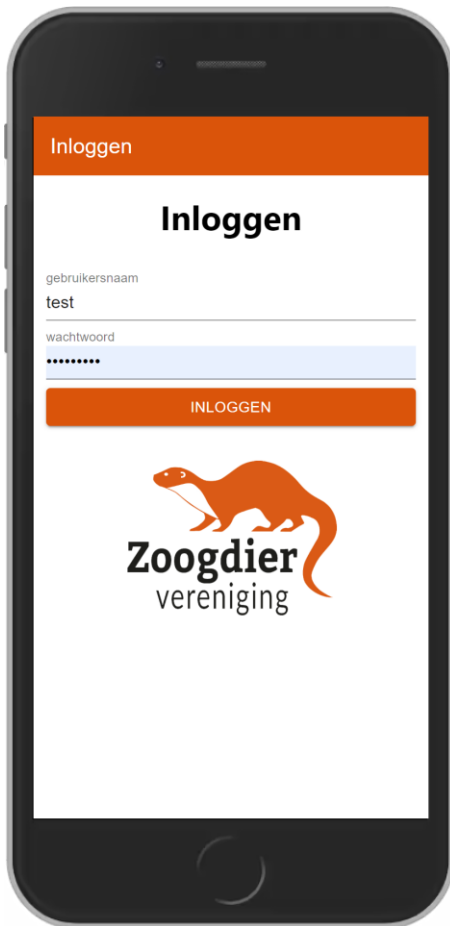 Inloggen
Inloggen
gebruikersnaam
test
wachtwoord
•••••••••
INLOGGEN
Zoogdier
vereniging